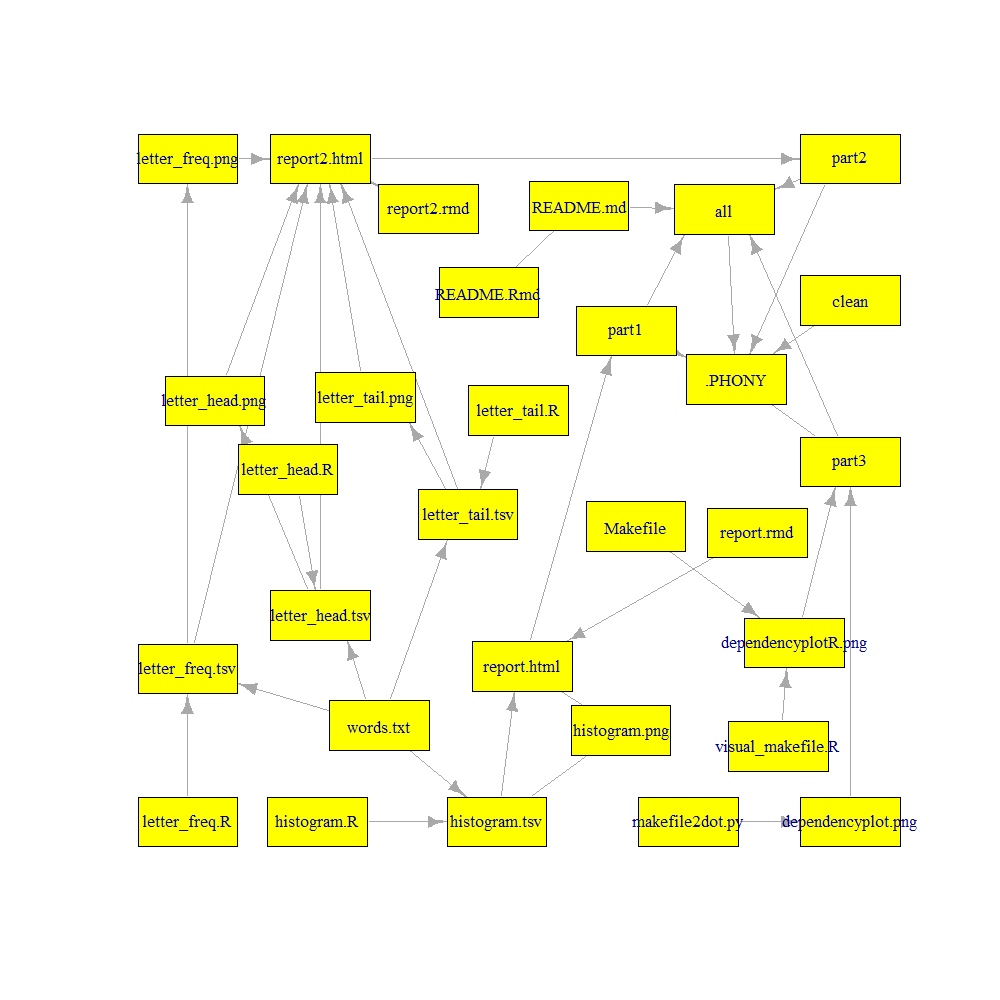 letter_freq.png
report2.html
part2
report2.rmd
README.md
all
README.Rmd
clean
part1
.PHONY
letter_head.png
letter_tail.png
letter_tail.R
part3
letter_head.R
letter_tail.tsv
Makefile
report.rmd
letter_head.tsv
dependencyplotR.png
letter_freq.tsv
report.html
words.txt
histogram.png
visual_makefile.R
letter_freq.R
histogram.R
histogram.tsv
makefile2dot.py
dependencyplot.png